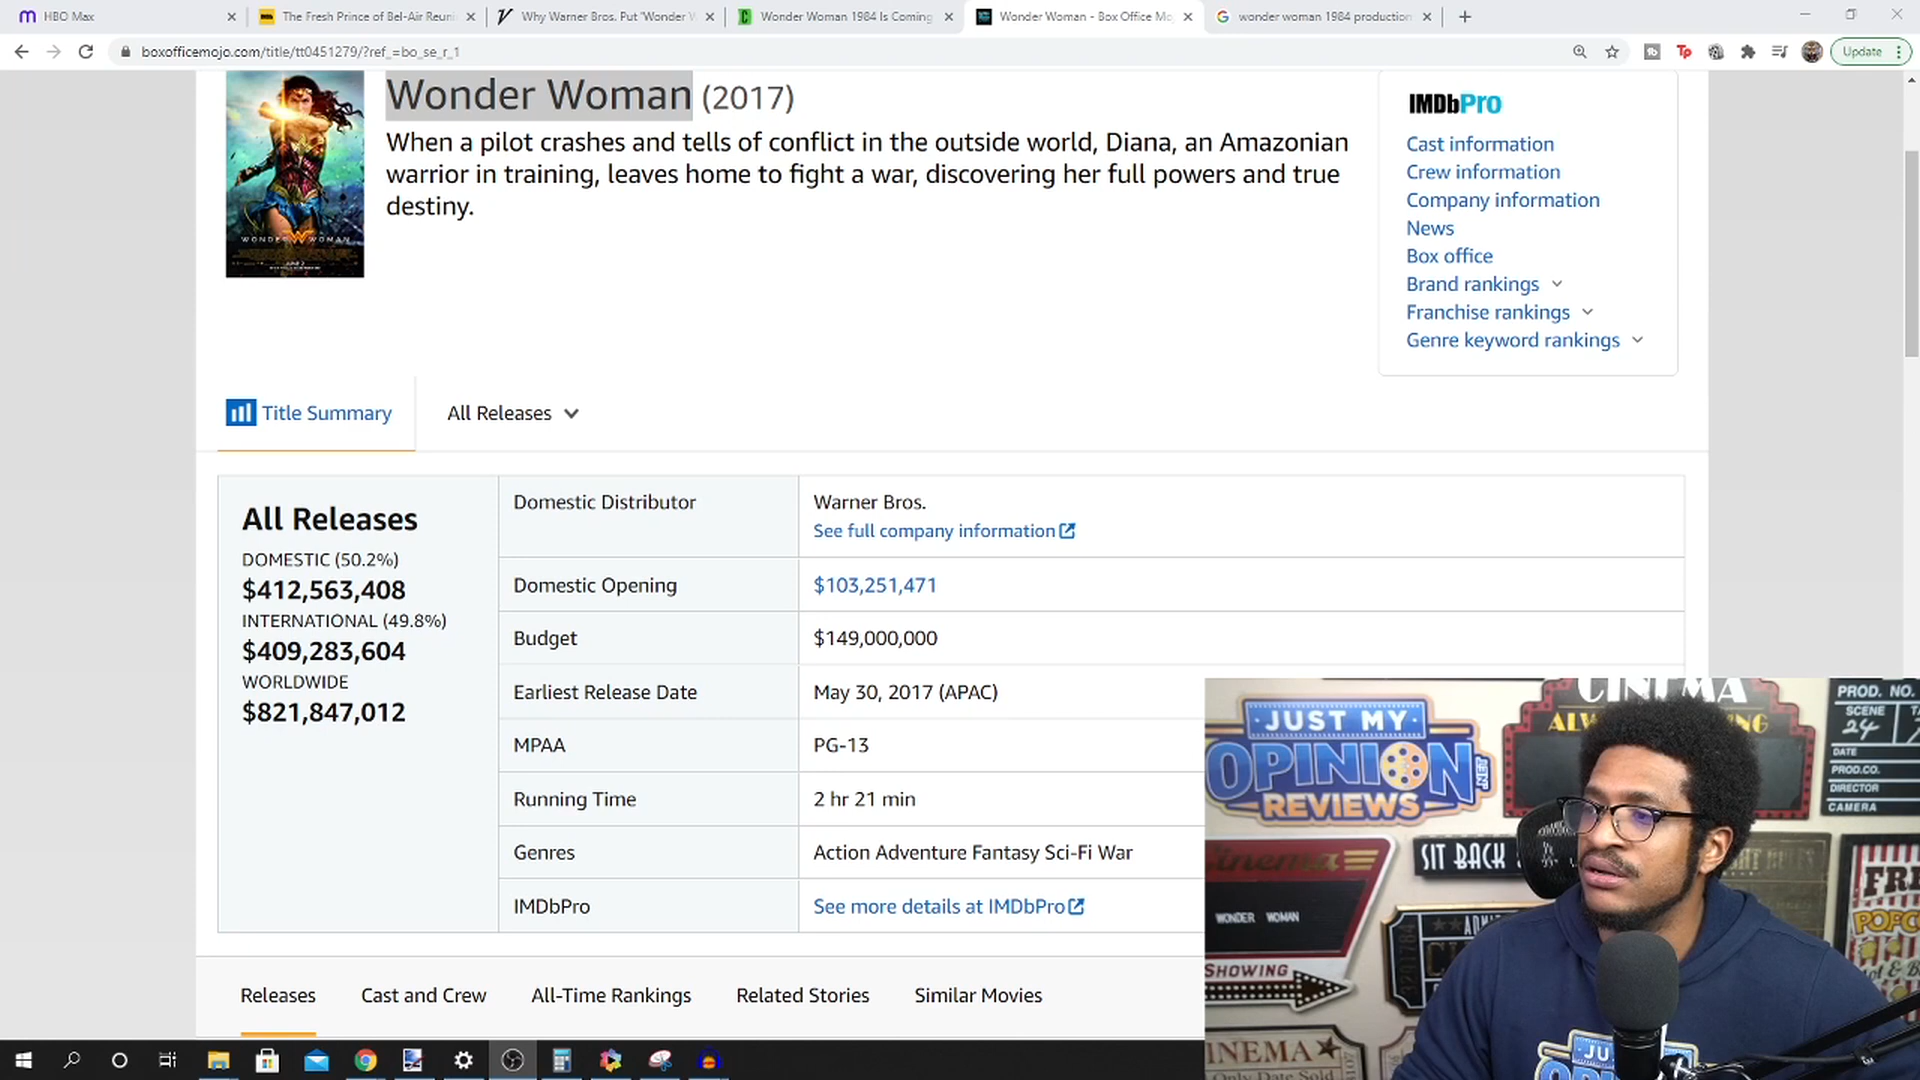 HBO Max
The Fresh Prince of Bel-Air Reuni
Why Warner Bros. Put 'Wonder W
Wonder Woman 1984 Is Coming
Wonder Woman - Box Office Mo
wonder woman 1984 production
boxofficemojo.com/title/tt0451279/?ref_=bo_se_r_1
Update
Wonder Woman (2017)
When a pilot crashes and tells of conflict in the outside world, Diana, an Amazonian
warrior in training, leaves home to fight a war, discovering her full powers and true
destiny.
WONDER WOMAN
IMDbPro
Cast information
Crew information
Company information
News
Box office
Brand rankings
Franchise rankings
Genre keyword rankings
Title Summary
All Releases
All Releases
DOMESTIC (50.2%)
$412,563,408
INTERNATIONAL (49.8%)
$409,283,604
WORLDWIDE
$821,847,012
Domestic Distributor
Warner Bros.
See full company information
Domestic Opening
$103,251,471
Budget
$149,000,000
Earliest Release Date
May 30, 2017 (APAC)
MPAA
PG-13
Running Time
2 hr 21 min
Genres
Action Adventure Fantasy Sci-Fi War
IMDbPro
See more details at IMDbPro
Releases
Cast and Crew
All-Time Rankings
Related Stories
Similar Movies
CINEMA
JUST MY
OPINION
.NET
REVIEWS
PROD. NO.
SCENE
24
DATE
PROD.CO.
DIRECTOR
CAMERA
SIT BACK
Cinema
WONDER WOMAN
SHOWING